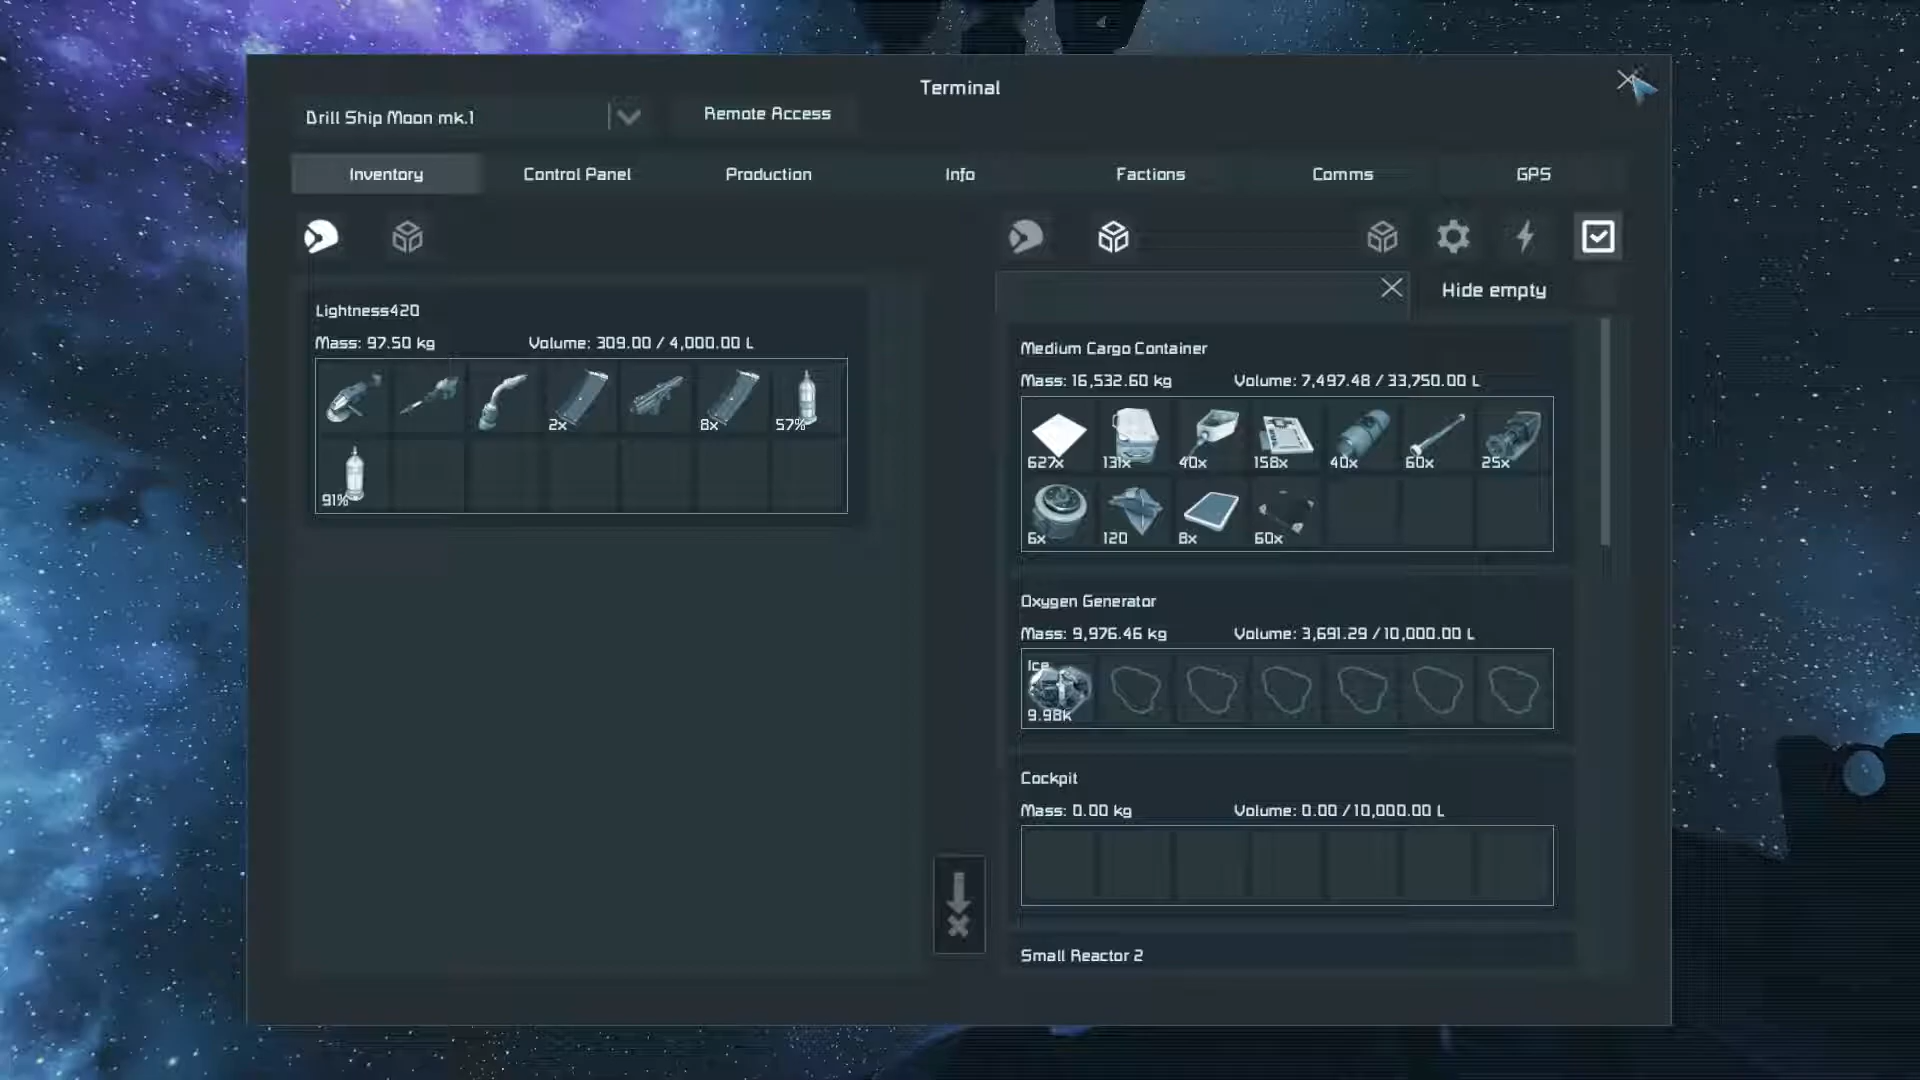 Terminal
Drill Ship Moon mk.1
Remote Access
Inventory
Control Panel
Production
Info
Factions
Comms
GPS
Hide empty
Lightness420
Mass: 97.50 kg
Volume: 309.00 / 4,000.00 L
2x
8x
57%
91%
Medium Cargo Container
Mass: 16,532.60 kg
Volume: 7,497.48 / 33,750.00 L
627x
131x
40x
158x
40x
60x
25x
6x
120
8x
60x
Oxygen Generator
Mass: 9,976.46 kg
Volume: 3,691.29 / 10,000.00 L
Ice
9.98k
Cockpit
Mass: 0.00 kg
Volume: 0.00 / 10,000.00 L
Small Reactor 2